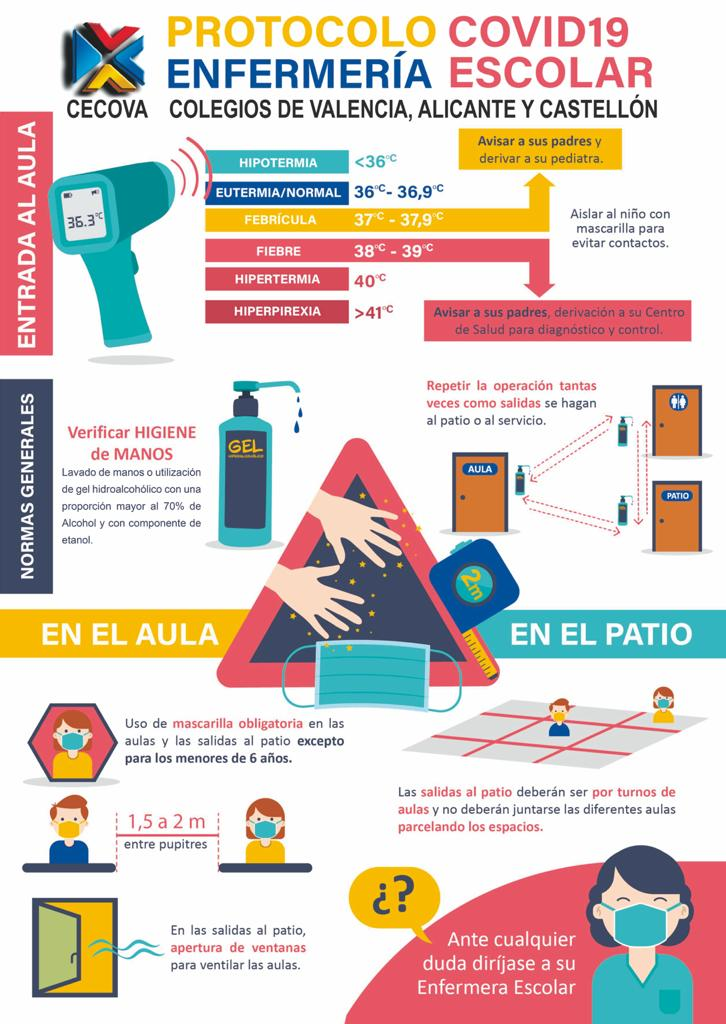 PROTOCOLO COVID19
ENFERMERÍA ESCOLAR
CECOVA COLEGIOS DE VALENCIA, ALICANTE Y CASTELLÓN
ENTRADA AL AULA
36.3°C
HIPOTERMIA <36°C
EUTERMIA/NORMAL 36°C- 36,9°C
FEBRÍCULA 37°C - 37,9°C
FIEBRE 38°C - 39°C
HIPERTERMIA 40°C
HIPERPIREXIA >41°C
Avisar a sus padres y
derivar a su pediatra.
Aislar al niño con
mascarilla para
evitar contactos.
Avisar a sus padres, derivación a su Centro
de Salud para diagnóstico y control.
NORMAS GENERALES
Verificar HIGIENE
de MANOS
Lavado de manos o utilización
de gel hidroalcohólico con una
proporción mayor al 70% de
Alcohol y con componente de
etanol.
GEL
HIDROALCOHÓLICO
Repetir la operación tantas
veces como salidas se hagan
al patio o al servicio.
AULA
PATIO
2m
EN EL AULA
EN EL PATIO
Uso de mascarilla obligatoria en las
aulas y las salidas al patio excepto
para los menores de 6 años.
1,5 a 2 m
entre pupitres
En las salidas al patio,
apertura de ventanas
para ventilar las aulas.
Las salidas al patio deberán ser por turnos de
aulas y no deberán juntarse las diferentes aulas
parcelando los espacios.
¿?
Ante cualquier
duda diríjase a su
Enfermera Escolar